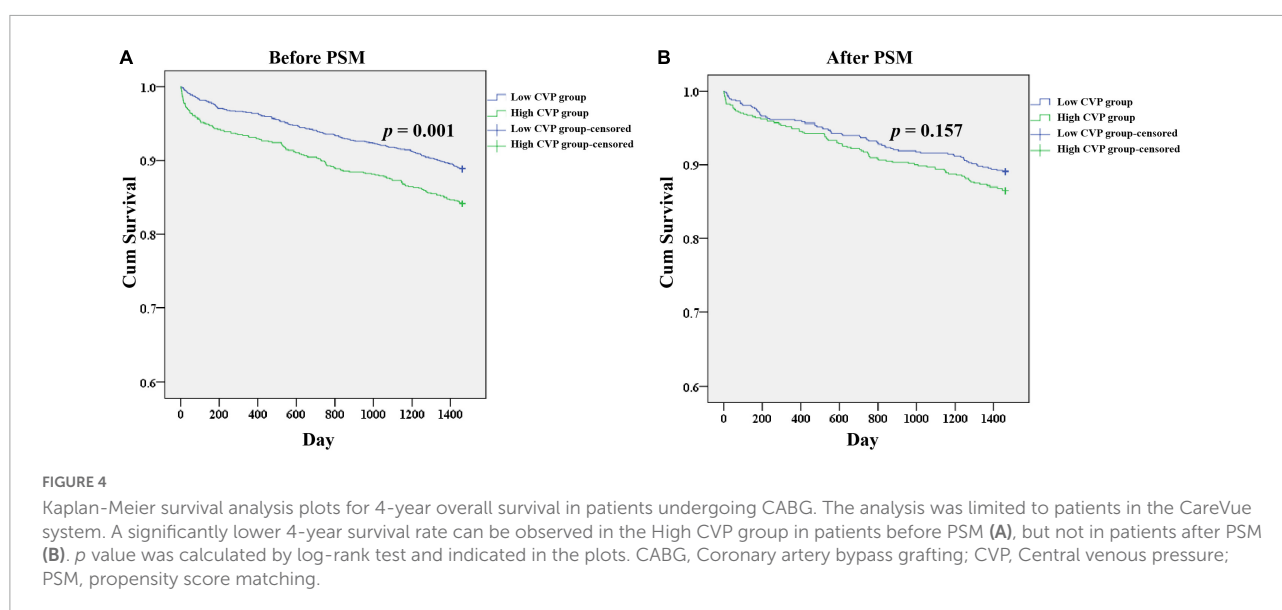 A
Before PSM
1.0
0.9
0.8
0.7
0.6
Cum Survival
p = 0.001
0 200 400 600 800 1000 1200 1400
Day
Low CVP group
High CVP group
Low CVP group-censored
High CVP group-censored
B
After PSM
1.0
0.9
0.8
0.7
0.6
Cum Survival
p = 0.157
0 200 400 600 800 1000 1200 1400
Day
Low CVP group
High CVP group
Low CVP group-censored
High CVP group-censored
FIGURE 4
Kaplan-Meier survival analysis plots for 4-year overall survival in patients undergoing CABG. The analysis was limited to patients in the CareVue
system. A significantly lower 4-year survival rate can be observed in the High CVP group in patients before PSM (A), but not in patients after PSM
(B). p value was calculated by log-rank test and indicated in the plots. CABG, Coronary artery bypass grafting; CVP, Central venous pressure;
PSM, propensity score matching.